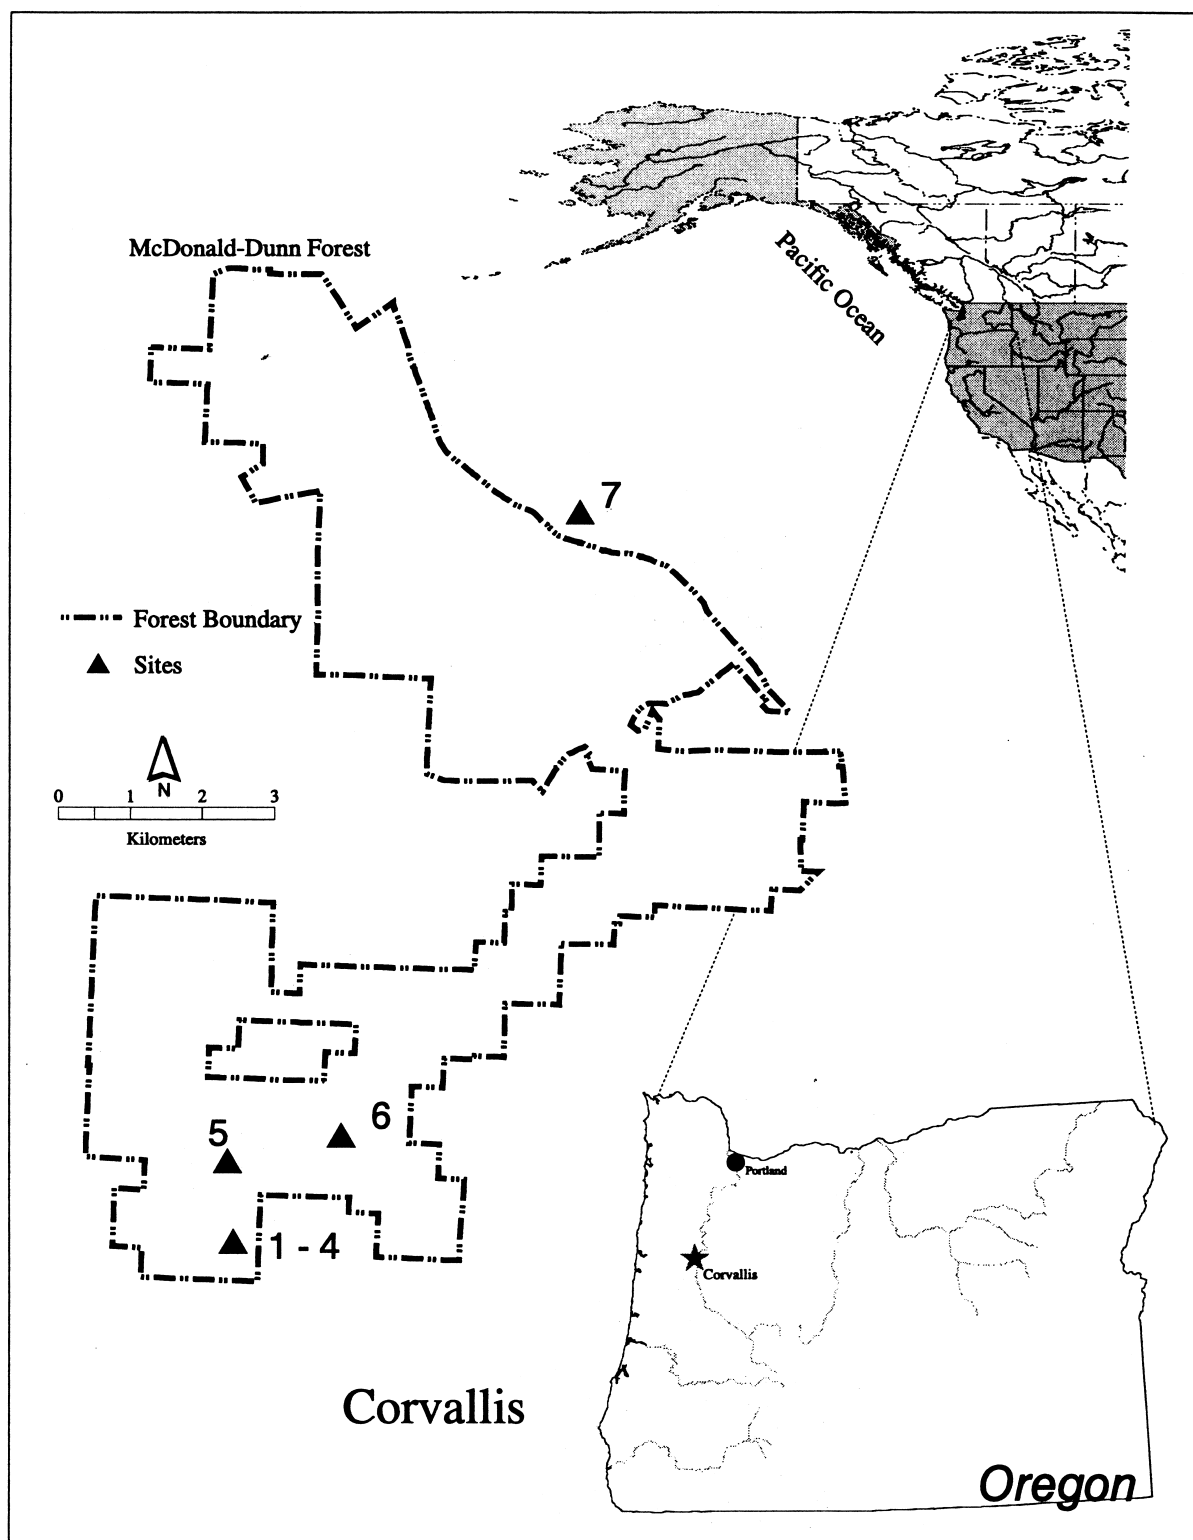 McDonald-Dunn Forest
Pacific Ocean
7
Forest Boundary
Sites
N
0 1 2 3
Kilometers
5
6
1 - 4
Portland
Corvallis
Corvallis
Oregon